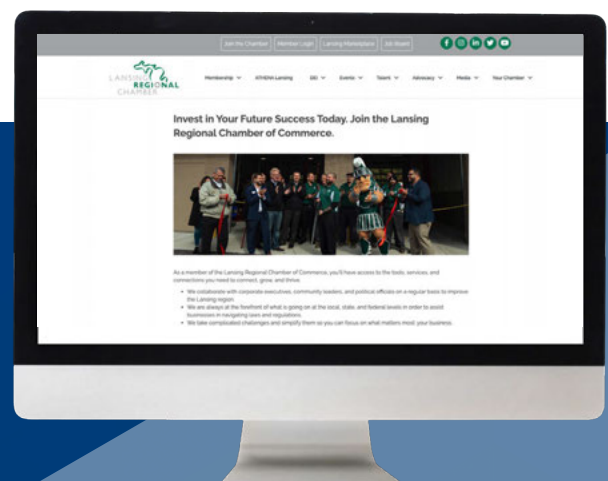 Join the Chamber Member Login Lansing Marketplace Job Board
LANSING
REGIONAL
CHAMBER
Membership ATHENA Lansing DEI Events Talent Advocacy Media Your Chamber
Invest in Your Future Success Today. Join the Lansing
Regional Chamber of Commerce.
As a member of the Lansing Regional Chamber of Commerce, you'll have access to the tools, services, and
connections you need to connect, grow, and thrive.
• We collaborate with corporate executives, community leaders, and political officials on a regular basis to improve
the Lansing region.
• We are always at the forefront of what is going on at the local, state, and federal levels in order to assist
businesses in navigating laws and regulations.
• We take complicated challenges and simplify them so you can focus on what matters most, your business.